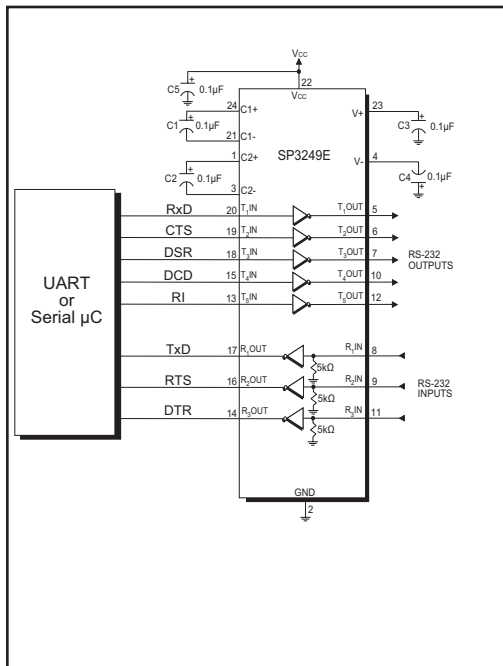 VCC
22
VCC
C5 + 0.1µF
24 C1+
C1 + 0.1µF
21 C1-
1 C2+
C2 + 0.1µF
3 C2-
SP3249E
V+ 23
C3 + 0.1µF
V- 4
C4 + 0.1µF
UART
or
Serial µC
RxD 20 T1IN T1OUT 5
CTS 19 T2IN T2OUT 6
DSR 18 T3IN T3OUT 7
DCD 15 T4IN T4OUT 10
RI 13 T5IN T5OUT 12
RS-232
OUTPUTS
TxD 17 R1OUT R1IN 8
5kΩ
RTS 16 R2OUT R2IN 9
5kΩ
DTR 14 R3OUT R3IN 11
5kΩ
RS-232
INPUTS
GND
2